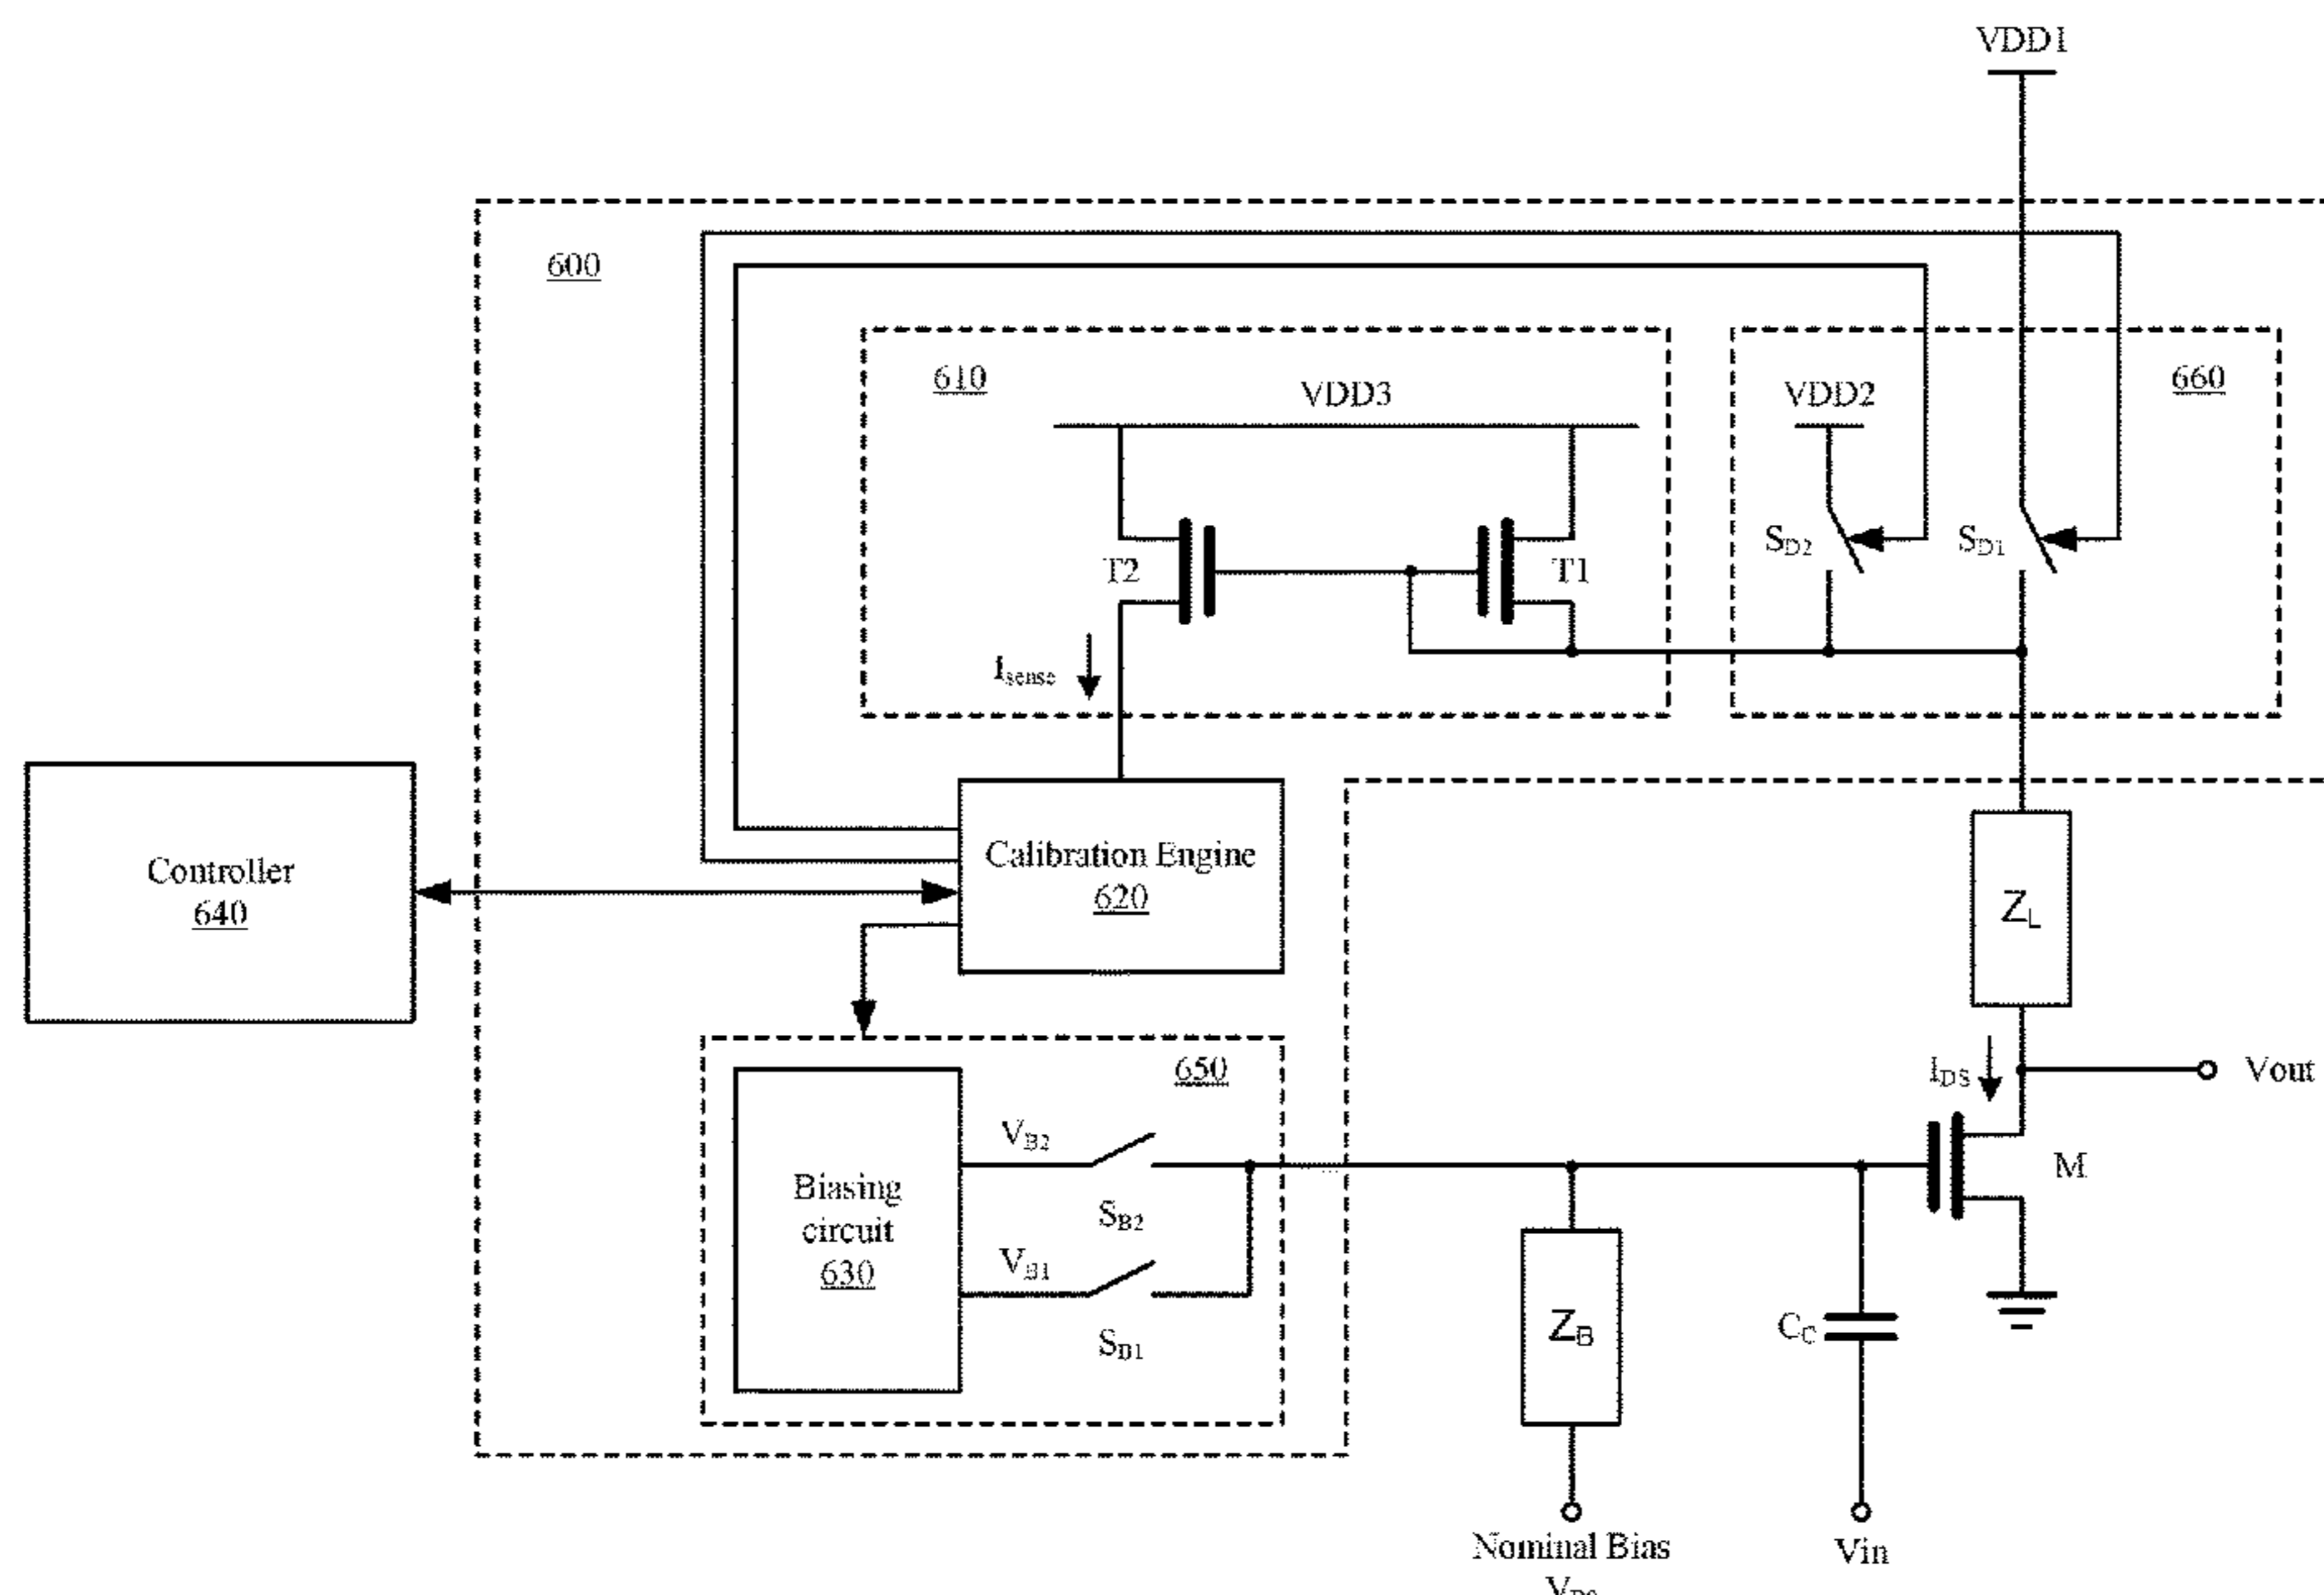 VDD1
600
610
VDD3
VDD2
660
T2
T1
SD2
SD1
Isense
Controller
640
Calibration Engine
620
ZL
IDS
Vout
650
VB2
SB2
Biasing
circuit
630
VB1
SB1
M
ZB
CC
Nominal Bias
Vin